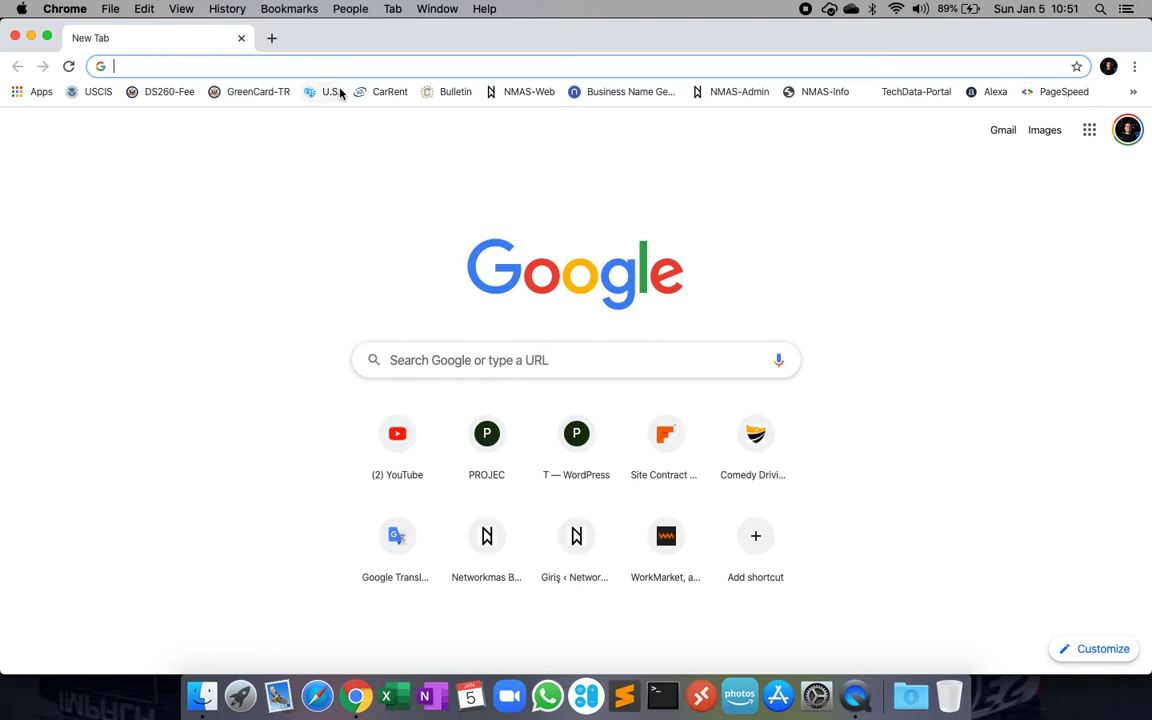 Chrome File Edit View History Bookmarks People Tab Window Help 89% Sun Jan 5 10:51
New Tab
Apps USCIS DS260-Fee GreenCard-TR U.S. CarRent Bulletin NMAS-Web Business Name Ge... NMAS-Admin NMAS-Info TechData-Portal Alexa PageSpeed »
Gmail Images
Google
Search Google or type a URL
P P
(2) YouTube PROJEC T — WordPress Site Contract ... Comedy Drivi...
Google Transl... Networkmas B... Giriş ‹ Networ... WorkMarket, a... Add shortcut
Customize
5 photos